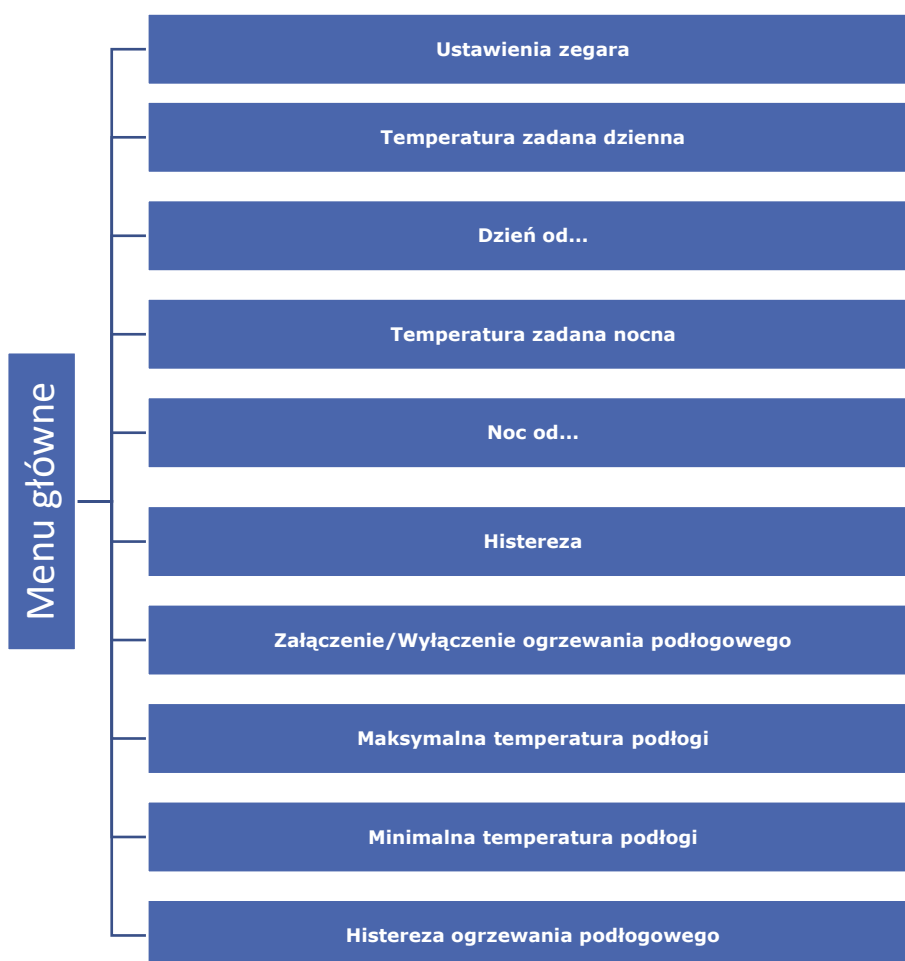 Menu główne
Ustawienia zegara
Temperatura zadana dzienna
Dzień od...
Temperatura zadana nocna
Noc od...
Histereza
Załączenie/Wyłączenie ogrzewania podłogowego
Maksymalna temperatura podłogi
Minimalna temperatura podłogi
Histereza ogrzewania podłogowego